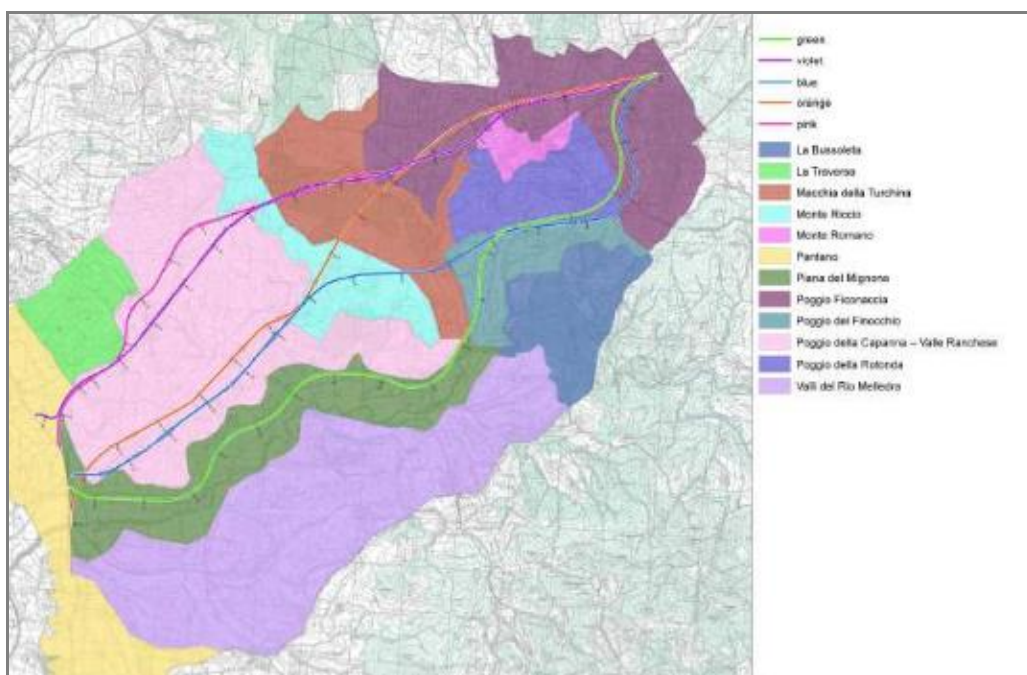 green
violet
blue
orange
pink
La Bussoleta
La Traversa
Macchia della Turchina
Monte Riccio
Monte Romano
Pantano
Piana del Mignone
Poggio Ficonaccia
Poggio del Finocchio
Poggio della Capanna – Valle Ranchese
Poggio della Rotonda
Valli del Rio Melledra